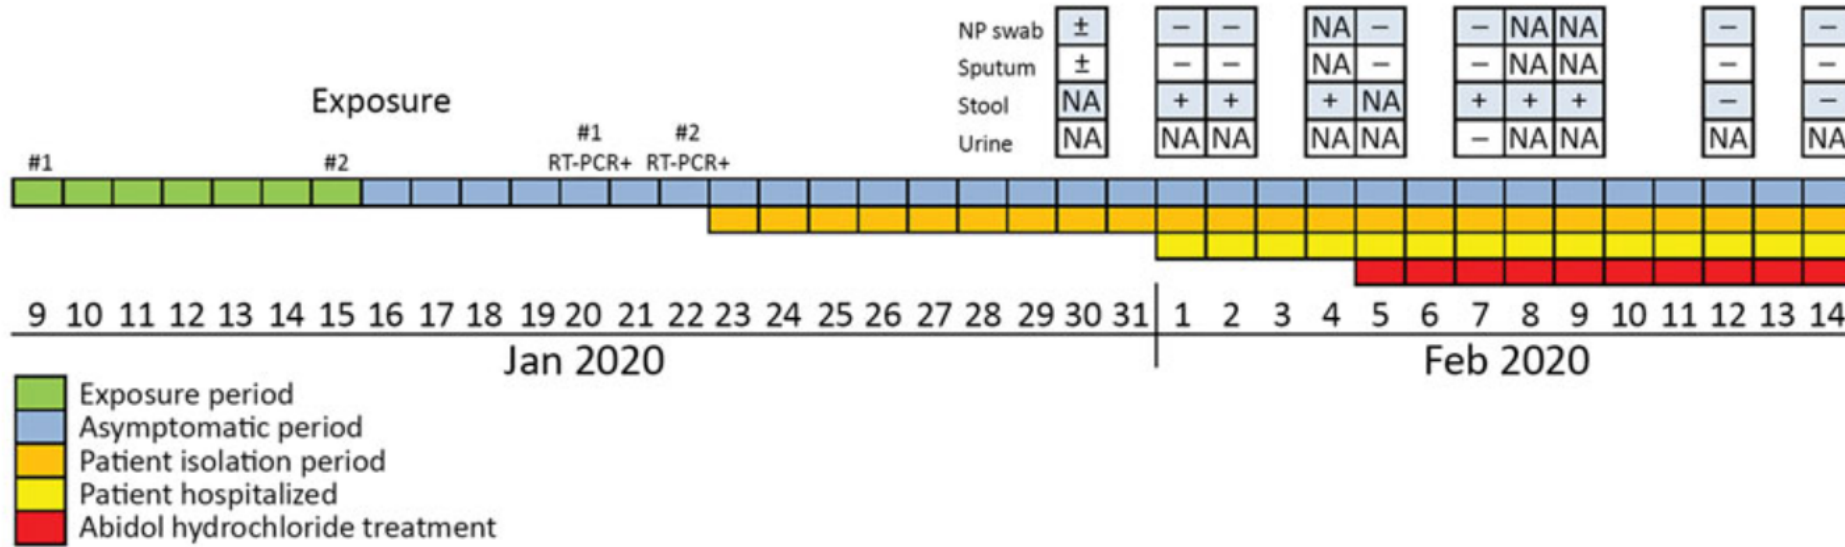 NP swab ± – – NA – – NA NA – –
Sputum ± – – NA – – NA NA – –
Exposure
Stool NA + + + NA + + + – –
#1 #2
Urine NA NA NA NA NA – NA NA NA NA
#1 #2 RT-PCR+ RT-PCR+
9 10 11 12 13 14 15 16 17 18 19 20 21 22 23 24 25 26 27 28 29 30 31 1 2 3 4 5 6 7 8 9 10 11 12 13 14
Jan 2020 Feb 2020
Exposure period
Asymptomatic period
Patient isolation period
Patient hospitalized
Abidol hydrochloride treatment